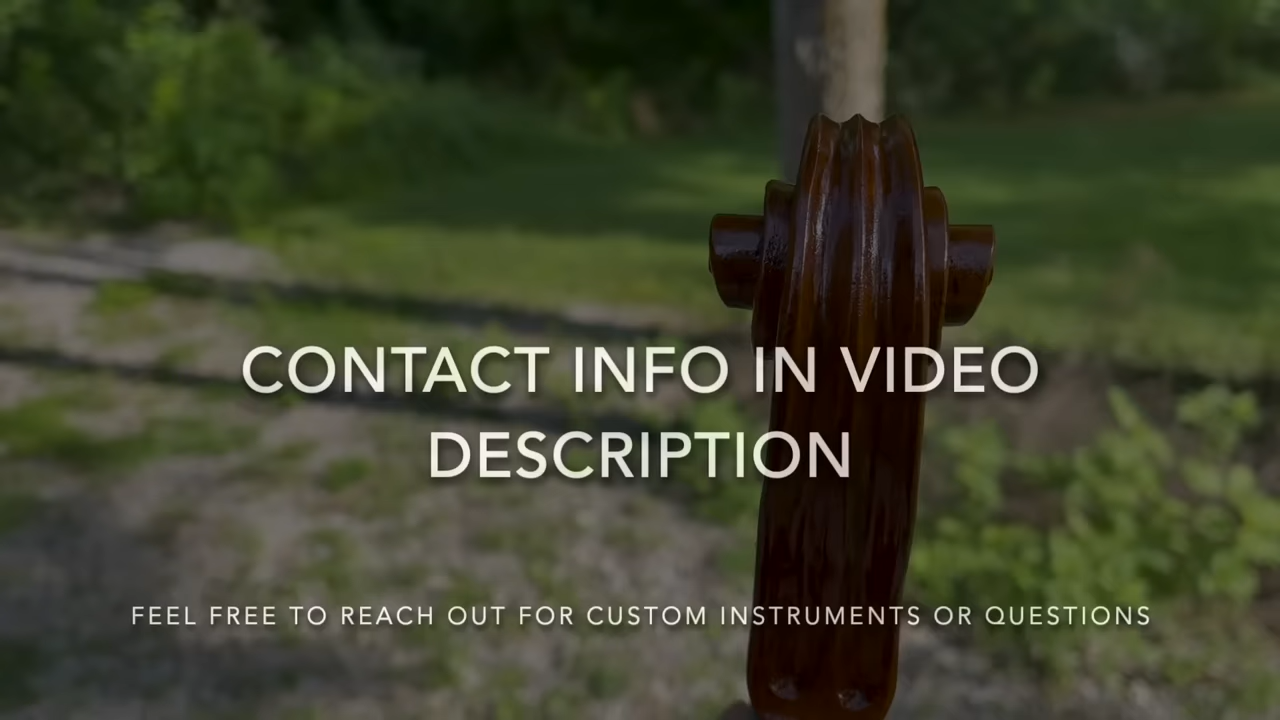 CONTACT INFO IN VIDEO
DESCRIPTION
FEEL FREE TO REACH OUT FOR CUSTOM INSTRUMENTS OR QUESTIONS